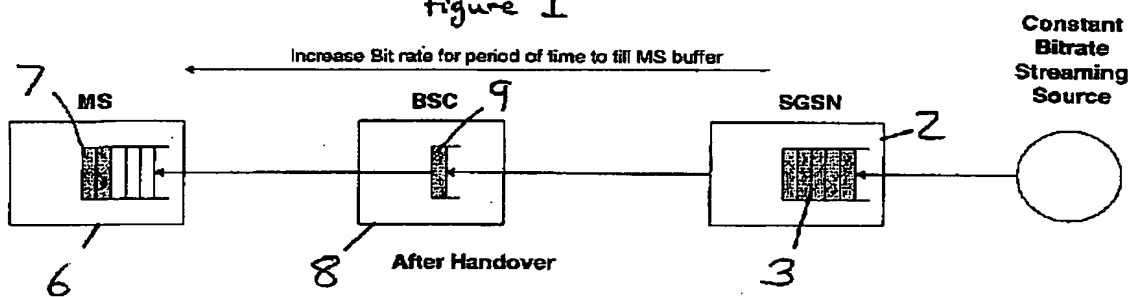 Figure 1
Constant
Bitrate
Streaming
Source
Increase Bit rate for period of time to fill MS buffer
7
MS
BSC
9
SGSN
2
6
8
After Handover
3